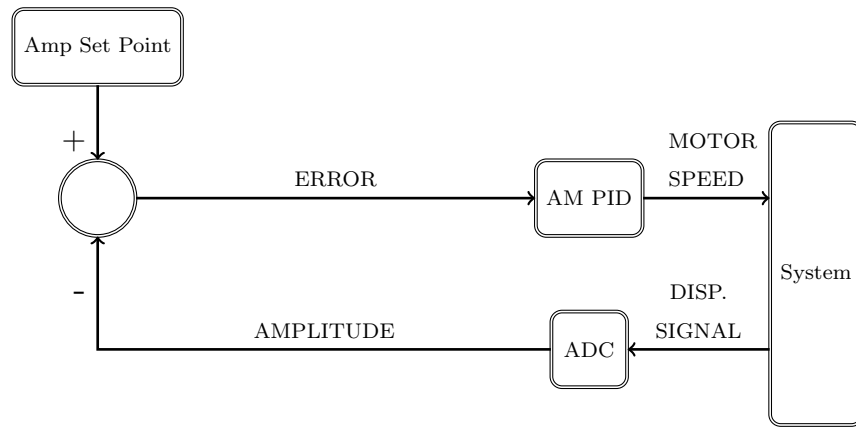 Amp Set Point
+
MOTOR
ERROR
AM PID
SPEED
System
-
DISP.
AMPLITUDE
ADC
SIGNAL